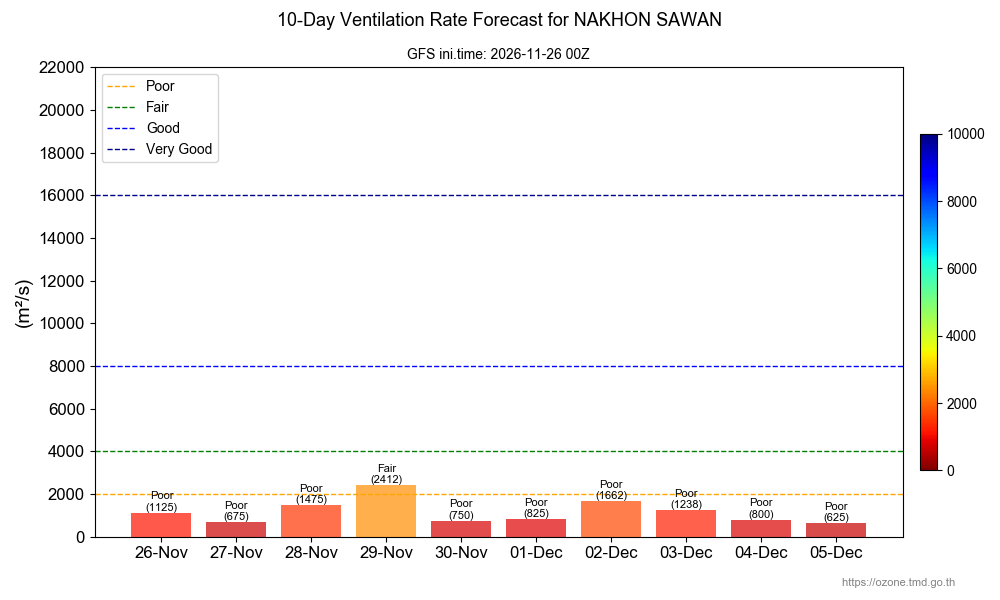 10-Day Ventilation Rate Forecast for NAKHON SAWAN
GFS ini.time: 2026-11-26 00Z
22000
20000
18000
16000
14000
12000
10000
8000
6000
4000
2000
0
(m²/s)
Poor
Fair
Good
Very Good
Poor
(1125)
Poor
(675)
Poor
(1475)
Fair
(2412)
Poor
(750)
Poor
(825)
Poor
(1662)
Poor
(1238)
Poor
(800)
Poor
(625)
26-Nov
27-Nov
28-Nov
29-Nov
30-Nov
01-Dec
02-Dec
03-Dec
04-Dec
05-Dec
10000
8000
6000
4000
2000
0
https://ozone.tmd.go.th